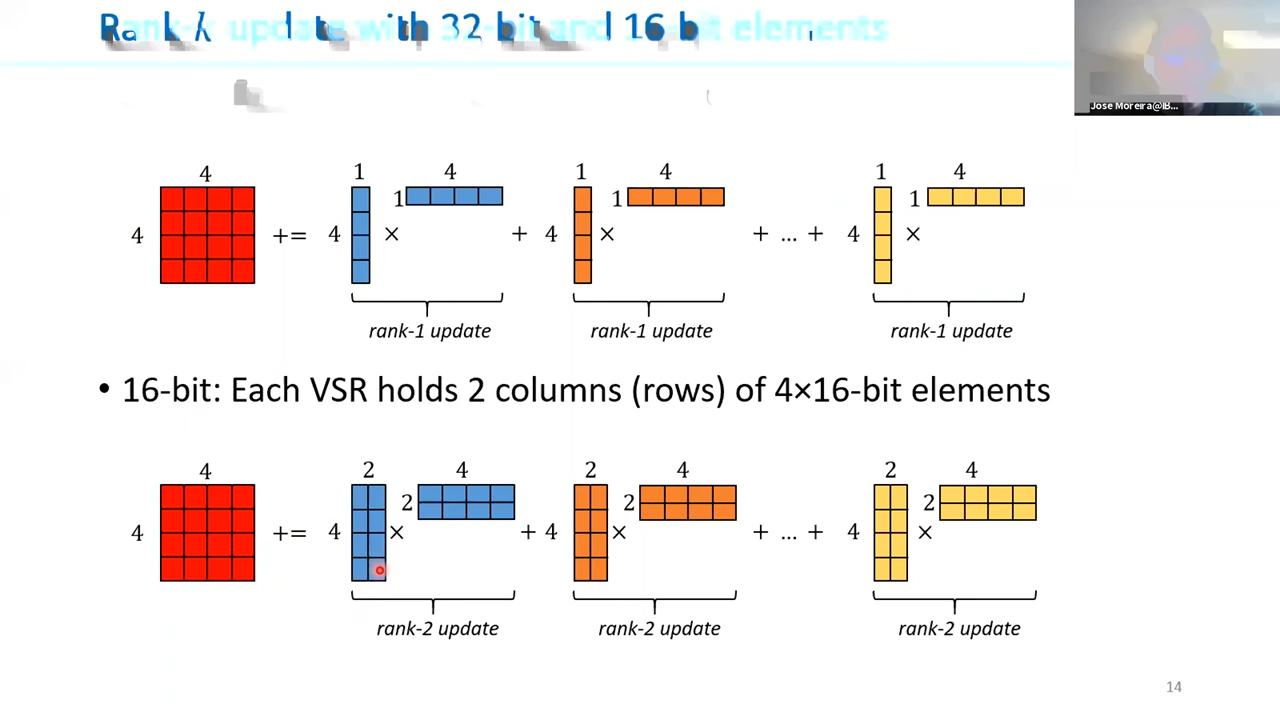 Rank-k update with 32-bit and 16-bit elements
Jose Moreira@IB...
4 1 4 1 4 1 4
1 1 1
4 += 4 × + 4 × + ... + 4 ×
rank-1 update rank-1 update rank-1 update
• 16-bit: Each VSR holds 2 columns (rows) of 4×16-bit elements
4 2 4 2 4 2 4
2 2 2
4 += 4 × + 4 × + ... + 4 ×
rank-2 update rank-2 update rank-2 update
14